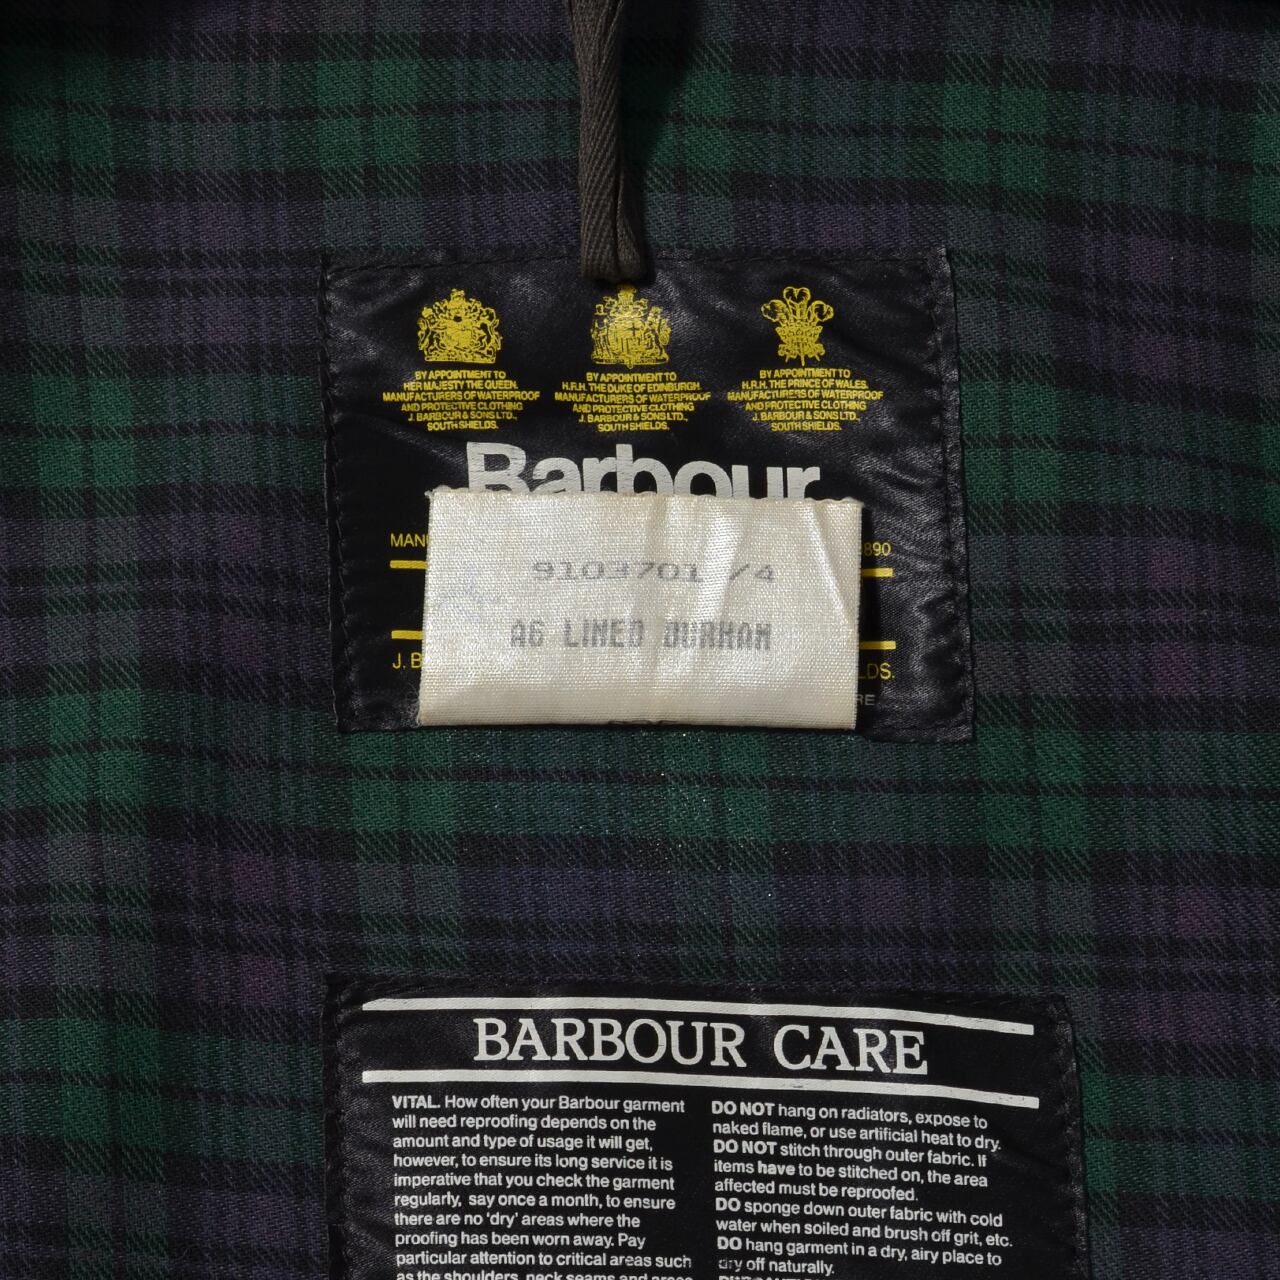 BY APPOINTMENT TO
HER MAJESTY THE QUEEN.
MANUFACTURERS OF WATERPROOF
AND PROTECTIVE CLOTHING
J. BARBOUR & SONS LTD.,
SOUTH SHIELDS.
BY APPOINTMENT TO
H.R.H. THE DUKE OF EDINBURGH.
MANUFACTURERS OF WATERPROOF
AND PROTECTIVE CLOTHING
J. BARBOUR & SONS LTD.,
SOUTH SHIELDS.
BY APPOINTMENT TO
H.R.H. THE PRINCE OF WALES.
MANUFACTURERS OF WATERPROOF
AND PROTECTIVE CLOTHING
J. BARBOUR & SONS LTD.,
SOUTH SHIELDS.
Barbour
9103701 /4
A6 LINED DURHAM
BARBOUR CARE
VITAL. How often your Barbour garment
will need reproofing depends on the
amount and type of usage it will get,
however, to ensure its long service it is
imperative that you check the garment
regularly, say once a month, to ensure
there are no 'dry' areas where the
proofing has been worn away. Pay
particular attention to critical areas such
as the shoulders, neck seams and areas
DO NOT hang on radiators, expose to
naked flame, or use artificial heat to dry.
DO NOT stitch through outer fabric. If
items have to be stitched on, the area
affected must be reproofed.
DO sponge down outer fabric with cold
water when soiled and brush off grit, etc.
DO hang garment in a dry, airy place to
dry off naturally.